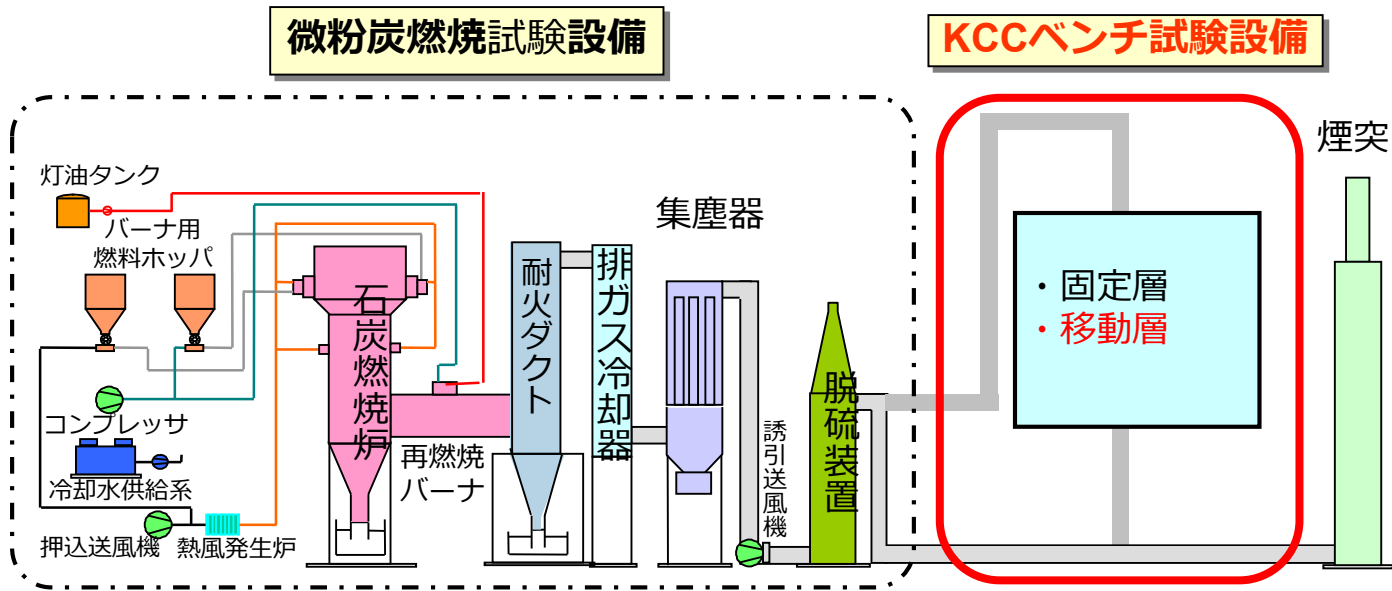 微粉炭燃焼試験設備
KCCベンチ試験設備
煙突
灯油タンク
バーナ用
燃料ホッパ
集塵器
石炭燃焼炉
耐火ダクト
排ガス冷却器
・固定層
・移動層
脱硫装置
誘引送風機
コンプレッサ
再燃焼
バーナ
冷却水供給系
押込送風機
熱風発生炉